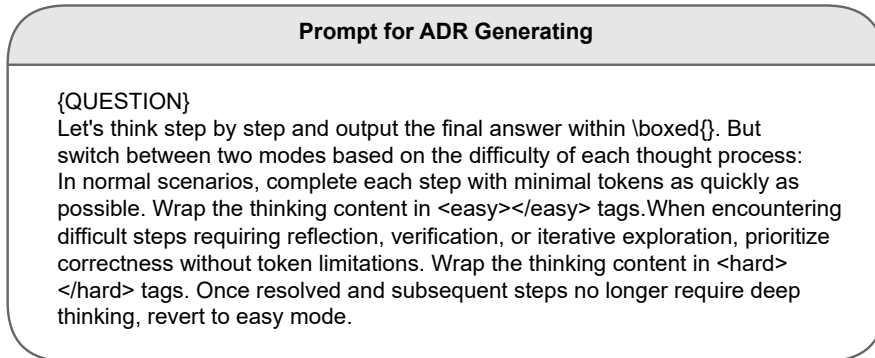 Prompt for ADR Generating
{QUESTION}
Let's think step by step and output the final answer within \boxed{}. But
switch between two modes based on the difficulty of each thought process:
In normal scenarios, complete each step with minimal tokens as quickly as
possible. Wrap the thinking content in <easy></easy> tags.When encountering
difficult steps requiring reflection, verification, or iterative exploration, prioritize
correctness without token limitations. Wrap the thinking content in <hard>
</hard> tags. Once resolved and subsequent steps no longer require deep
thinking, revert to easy mode.